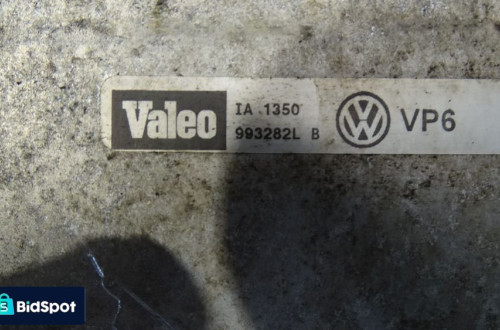 Valeo
IA 1350
993282L B
VP6
BidSpot